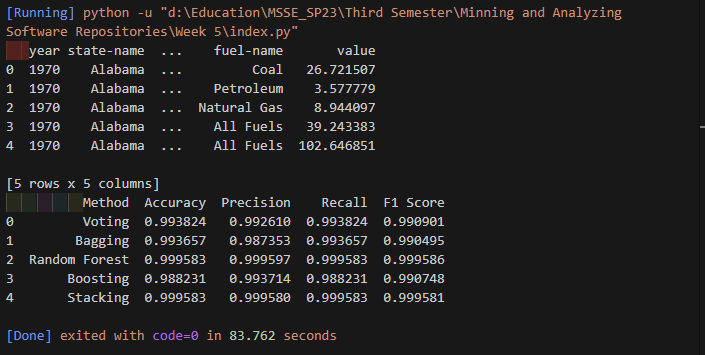 [Running] python -u "d:\Education\MSSE_SP23\Third Semester\Minning and Analyzing
Software Repositories\Week 5\index.py"
year state-name ... fuel-name value
0 1970 Alabama ... Coal 26.721507
1 1970 Alabama ... Petroleum 3.577779
2 1970 Alabama ... Natural Gas 8.944097
3 1970 Alabama ... All Fuels 39.243383
4 1970 Alabama ... All Fuels 102.646851
[5 rows x 5 columns]
Method Accuracy Precision Recall F1 Score
0 Voting 0.993824 0.992610 0.993824 0.990901
1 Bagging 0.993657 0.987353 0.993657 0.990495
2 Random Forest 0.999583 0.999597 0.999583 0.999586
3 Boosting 0.988231 0.993714 0.988231 0.990748
4 Stacking 0.999583 0.999580 0.999583 0.999581
[Done] exited with code=0 in 83.762 seconds